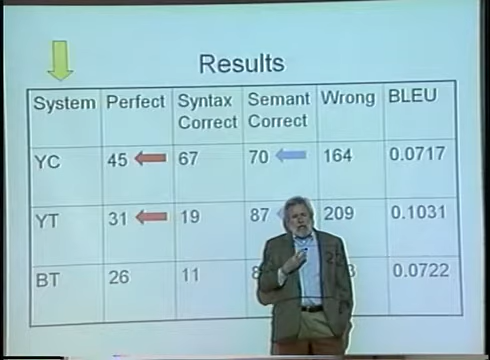 Results
System Perfect Syntax Correct Semant Correct Wrong BLEU
YC 45 67 70 164 0.0717
YT 31 19 87 209 0.1031
BT 26 11 0.0722